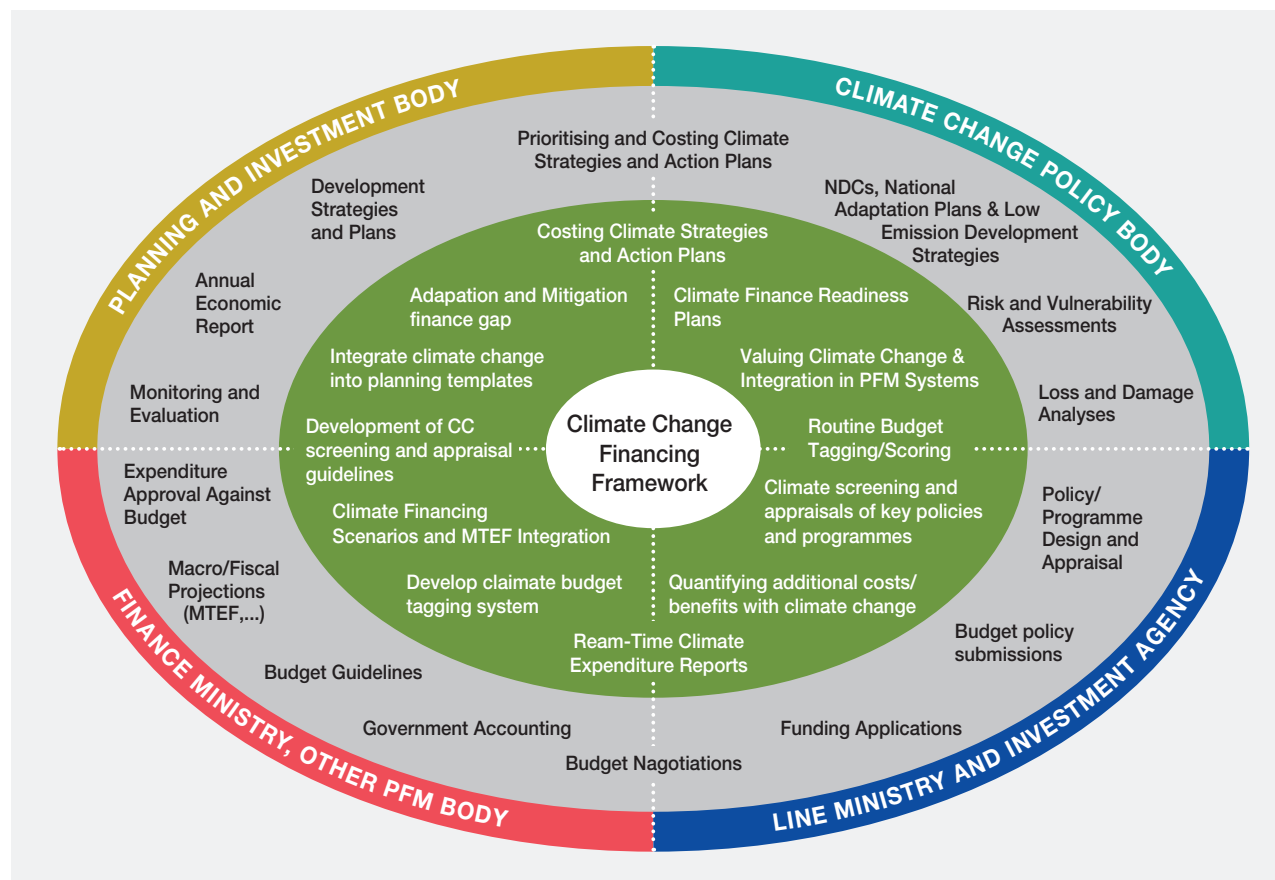 PLANNING AND INVESTMENT BODY
CLIMATE CHANGE POLICY BODY
Prioritising and Costing Climate
Strategies and Action Plans
Development
Strategies
and Plans
NDCs, National
Adaptation Plans & Low
Emission Development
Strategies
Annual
Economic
Report
Risk and Vulnerability
Assessments
Monitoring and
Evaluation
Loss and Damage
Analyses
Costing Climate Strategies
and Action Plans
Adapation and Mitigation
finance gap
Climate Finance Readiness
Plans
Integrate climate change
into planning templates
Valuing Climate Change &
Integration in PFM Systems
Development of CC
screening and appraisal
guidelines
Climate Change
Financing
Framework
Routine Budget
Tagging/Scoring
Climate Financing
Scenarios and MTEF Integration
Climate screening and
appraisals of key policies
and programmes
Develop claimate budget
tagging system
Quantifying additional costs/
benefits with climate change
Ream-Time Climate
Expenditure Reports
Expenditure
Approval Against
Budget
Policy/
Programme
Design and
Appraisal
Macro/Fiscal
Projections
(MTEF,...)
Budget policy
submissions
Budget Guidelines
Government Accounting
Funding Applications
Budget Nagotiations
FINANCE MINISTRY, OTHER PFM BODY
LINE MINISTRY AND INVESTMENT AGENCY